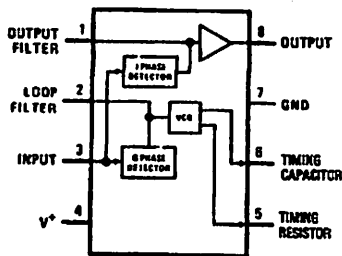 OUTPUT
FILTER
1
8
OUTPUT
I PHASE
DETECTOR
LOOP
FILTER
2
7
GND
VCO
INPUT
3
Q PHASE
DETECTOR
6
TIMING
CAPACITOR
V+
4
5
TIMING
RESISTOR